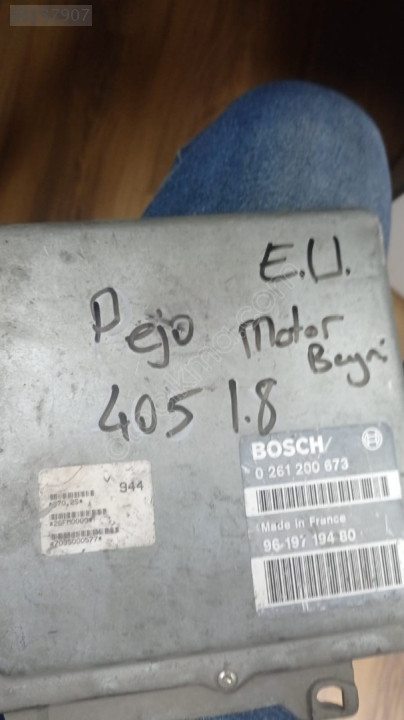 E.U.
Pejo Motor
Beyni
405 1.8
BOSCH
0 261 200 673
Made in France
96 197 194 80
944